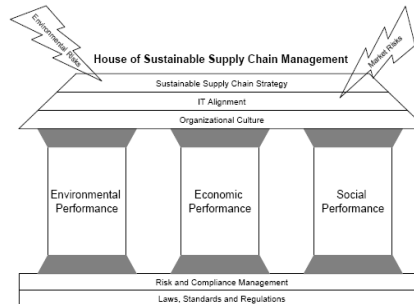 Environmental Risks
House of Sustainable Supply Chain Management
Market Risks
Sustainable Supply Chain Strategy
IT Alignment
Organizational Culture
Environmental
Performance
Economic
Performance
Social
Performance
Risk and Compliance Management
Laws, Standards and Regulations